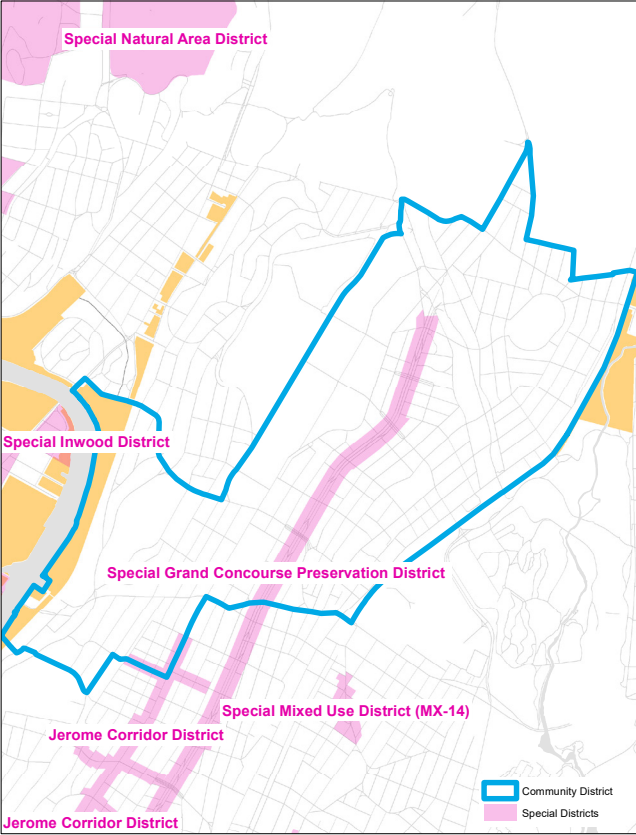 Special Natural Area District
Special Inwood District
Special Grand Concourse Preservation District
Special Mixed Use District (MX-14)
Jerome Corridor District
Community District
Special Districts
Jerome Corridor District